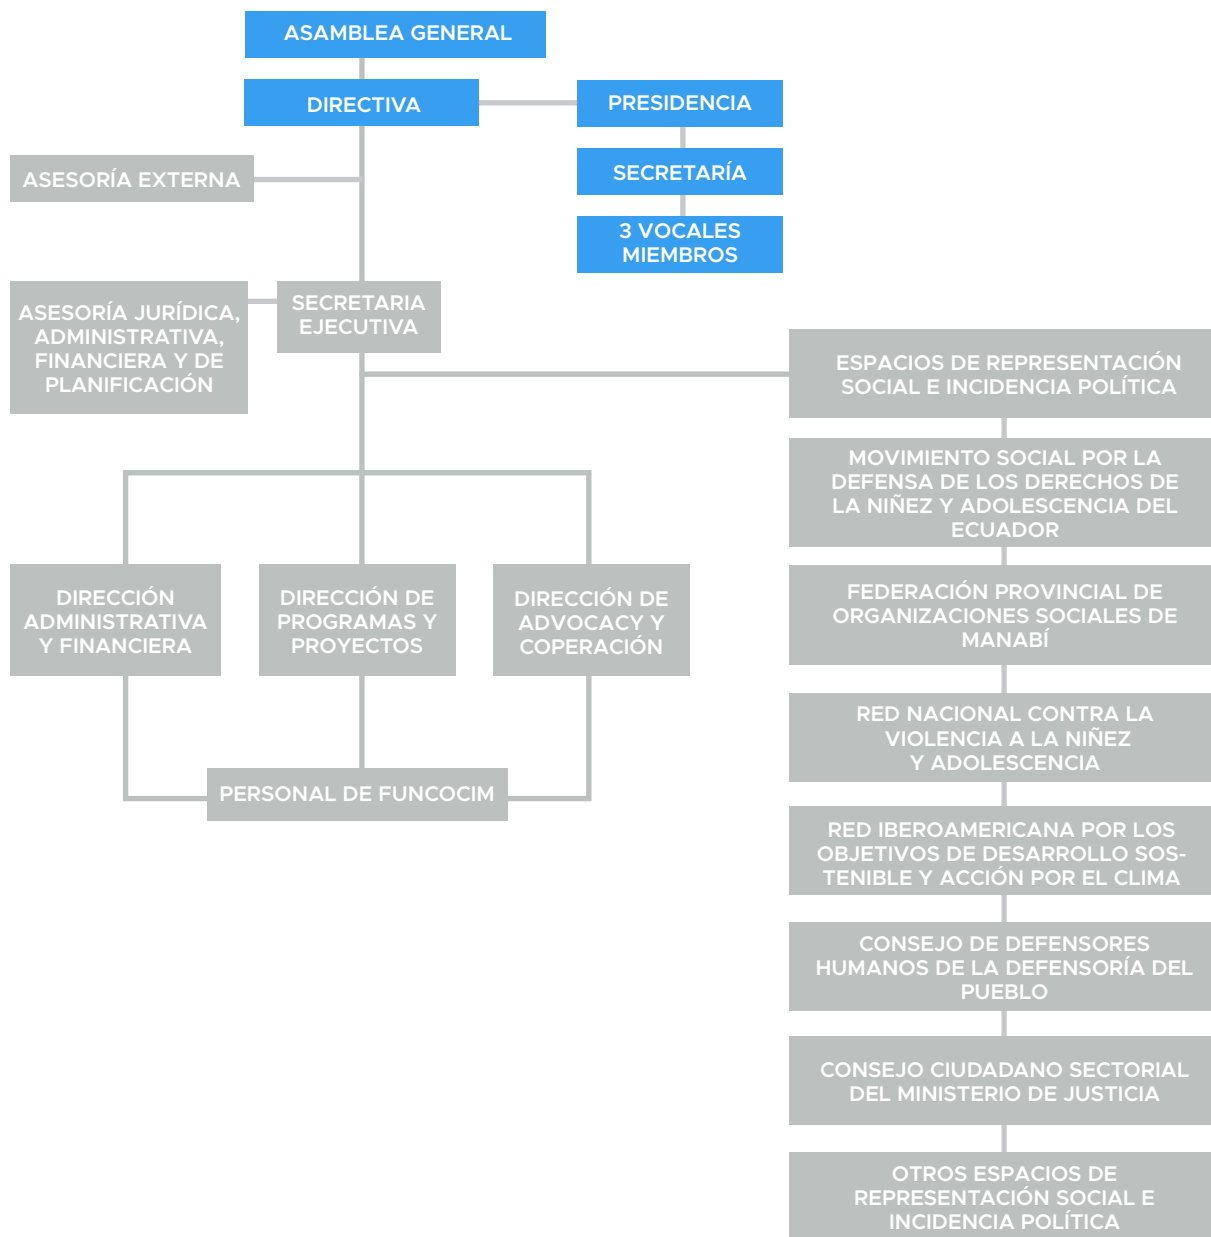 ASAMBLEA GENERAL
DIRECTIVA
PRESIDENCIA
SECRETARÍA
3 VOCALES
MIEMBROS
ASESORÍA EXTERNA
ASESORÍA JURÍDICA,
ADMINISTRATIVA,
FINANCIERA Y DE
PLANIFICACIÓN
SECRETARIA
EJECUTIVA
ESPACIOS DE REPRESENTACIÓN
SOCIAL E INCIDENCIA POLÍTICA
MOVIMIENTO SOCIAL POR LA
DEFENSA DE LOS DERECHOS DE
LA NIÑEZ Y ADOLESCENCIA DEL
ECUADOR
FEDERACIÓN PROVINCIAL DE
ORGANIZACIONES SOCIALES DE
MANABÍ
RED NACIONAL CONTRA LA
VIOLENCIA A LA NIÑEZ
Y ADOLESCENCIA
RED IBEROAMERICANA POR LOS
OBJETIVOS DE DESARROLLO SOS-
TENIBLE Y ACCIÓN POR EL CLIMA
CONSEJO DE DEFENSORES
HUMANOS DE LA DEFENSORÍA DEL
PUEBLO
CONSEJO CIUDADANO SECTORIAL
DEL MINISTERIO DE JUSTICIA
OTROS ESPACIOS DE
REPRESENTACIÓN SOCIAL E
INCIDENCIA POLÍTICA
DIRECCIÓN
ADMINISTRATIVA
Y FINANCIERA
DIRECCIÓN DE
PROGRAMAS Y
PROYECTOS
DIRECCIÓN DE
ADVOCACY Y
COPERACIÓN
PERSONAL DE FUNCOCIM